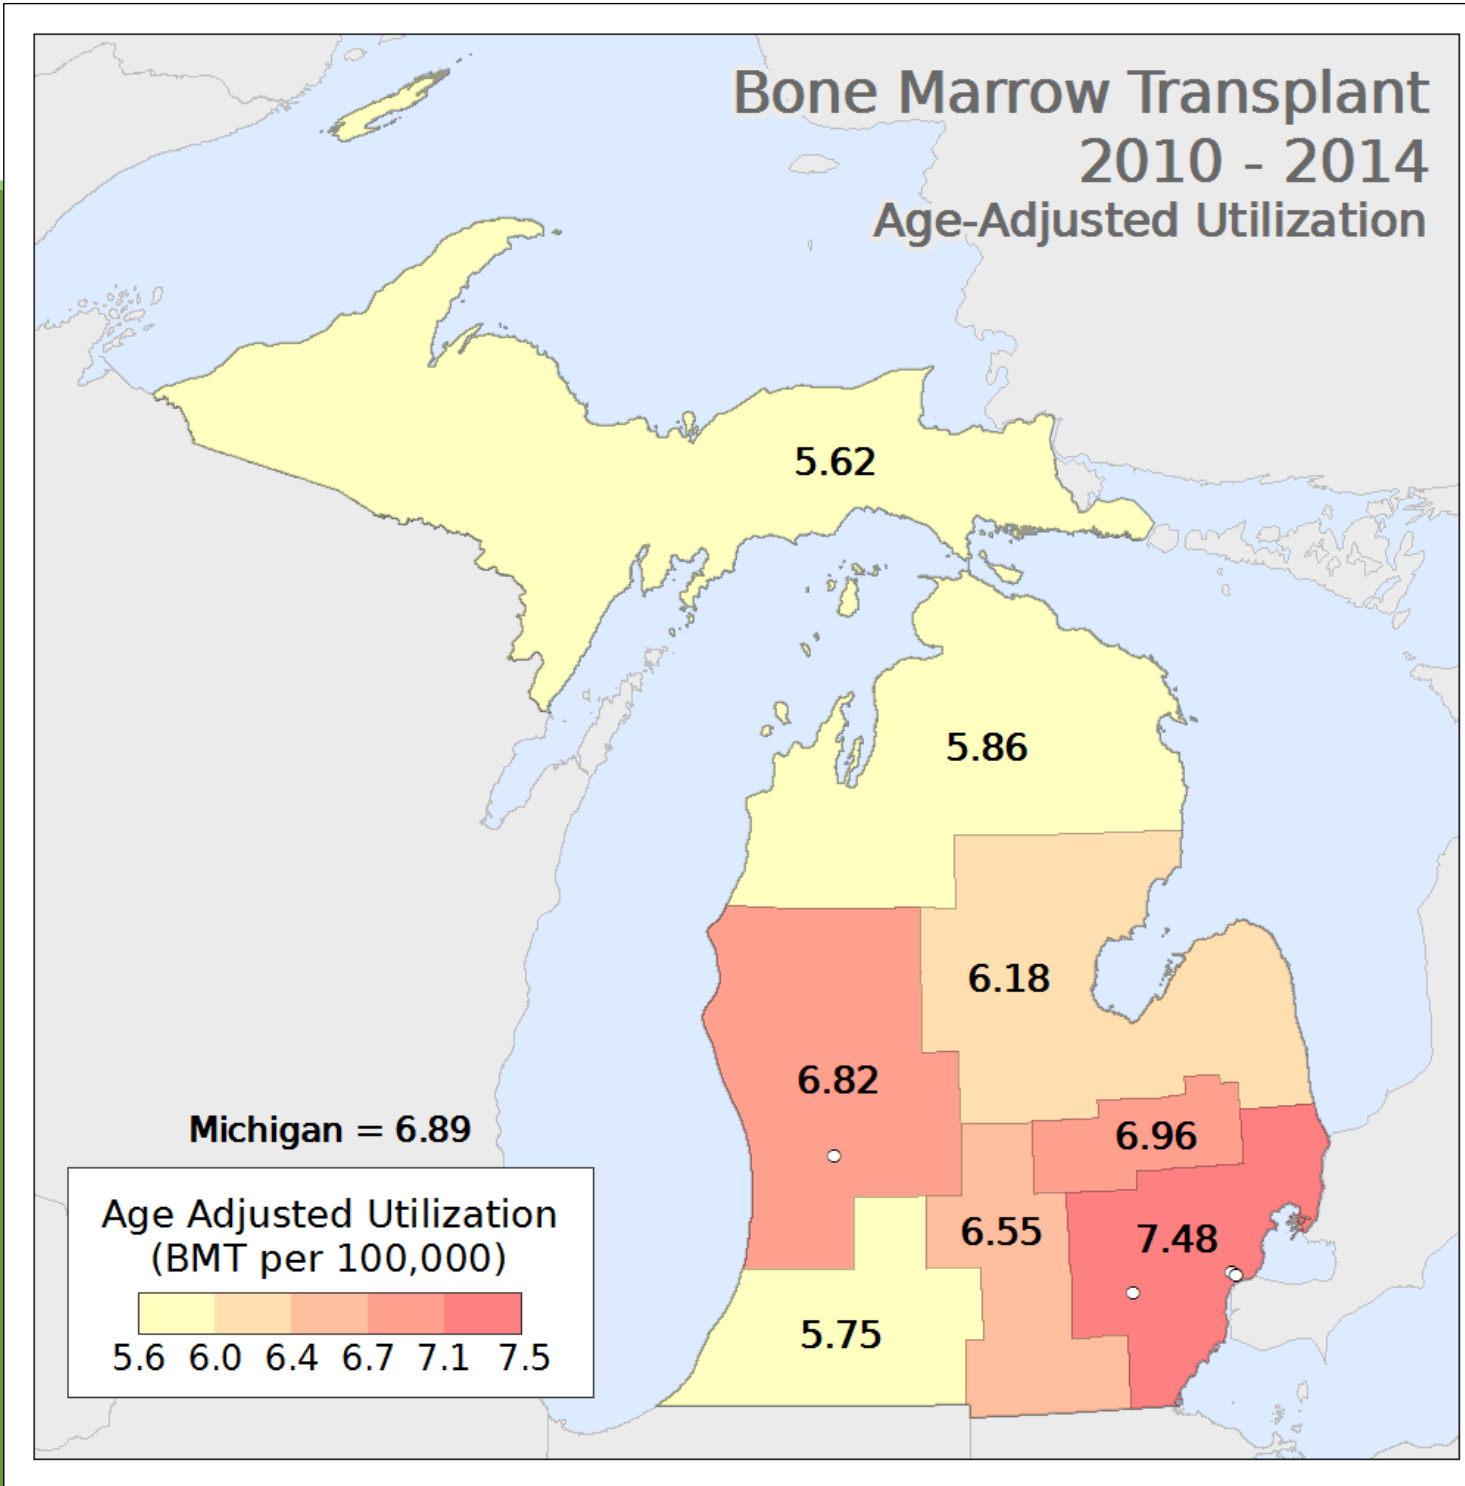 Bone Marrow Transplant
2010 - 2014
Age-Adjusted Utilization
5.62
5.86
6.18
6.82
6.96
6.55
7.48
5.75
Michigan = 6.89
Age Adjusted Utilization
(BMT per 100,000)
5.6 6.0 6.4 6.7 7.1 7.5